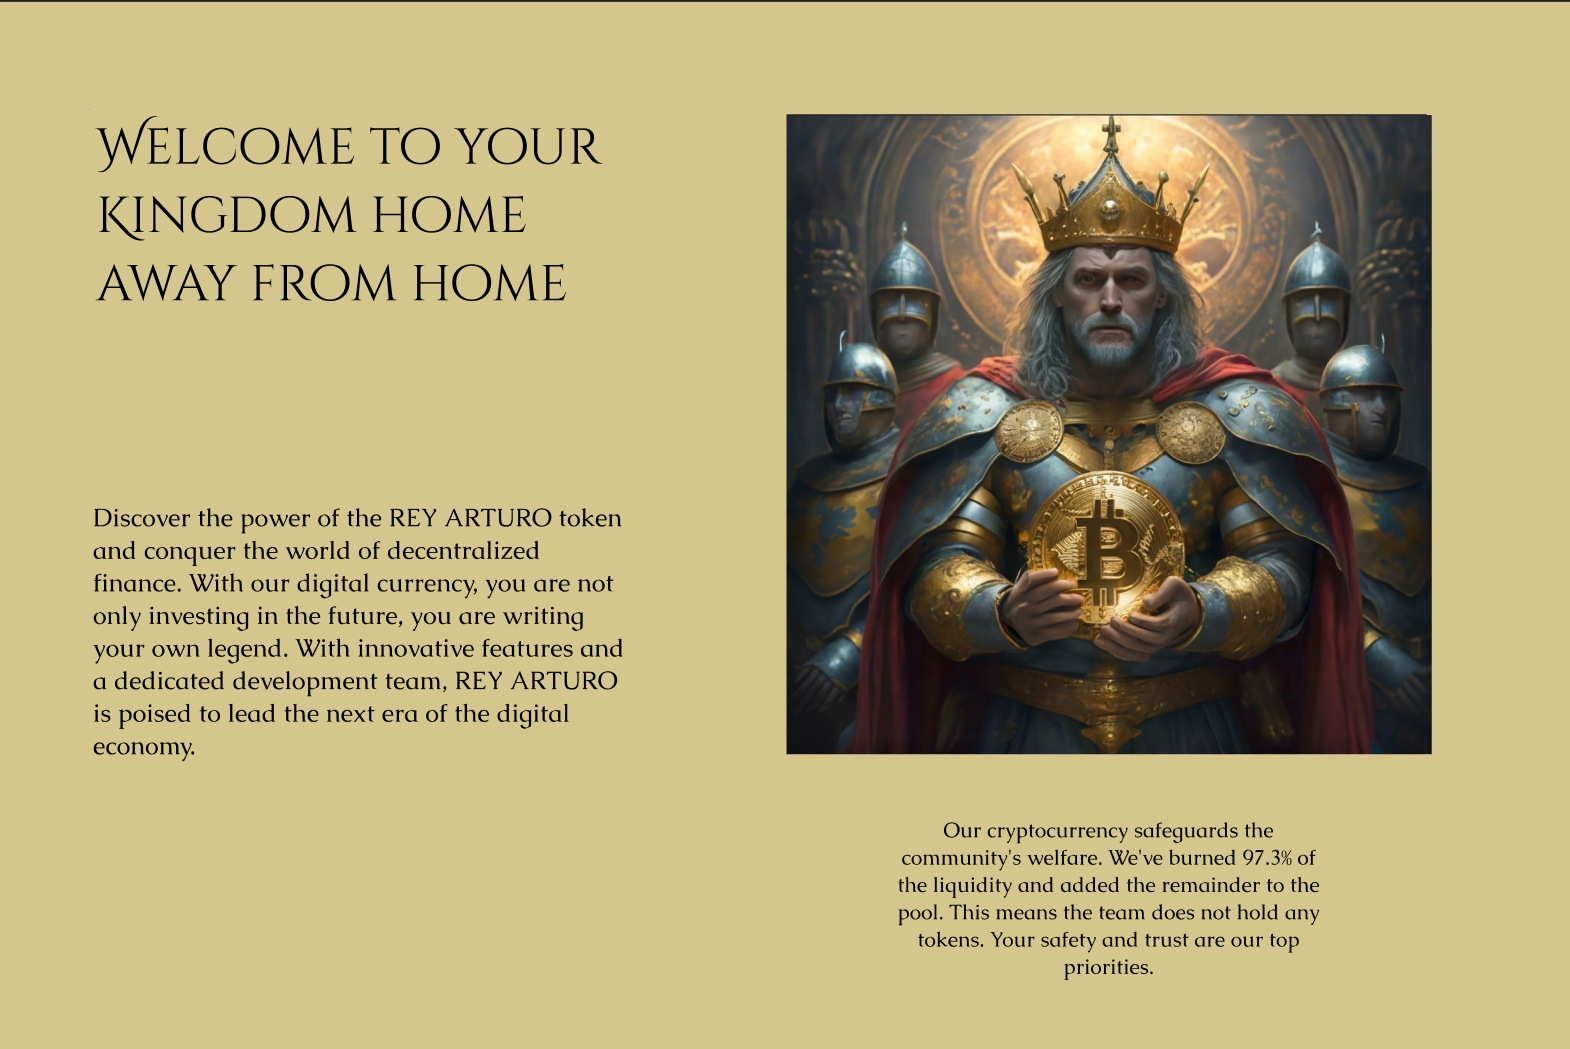 Welcome to your
Kingdom home
away from home
Discover the power of the REY ARTURO token
and conquer the world of decentralized
finance. With our digital currency, you are not
only investing in the future, you are writing
your own legend. With innovative features and
a dedicated development team, REY ARTURO
is poised to lead the next era of the digital
economy.
B
Our cryptocurrency safeguards the
community's welfare. We've burned 97.3% of
the liquidity and added the remainder to the
pool. This means the team does not hold any
tokens. Your safety and trust are our top
priorities.